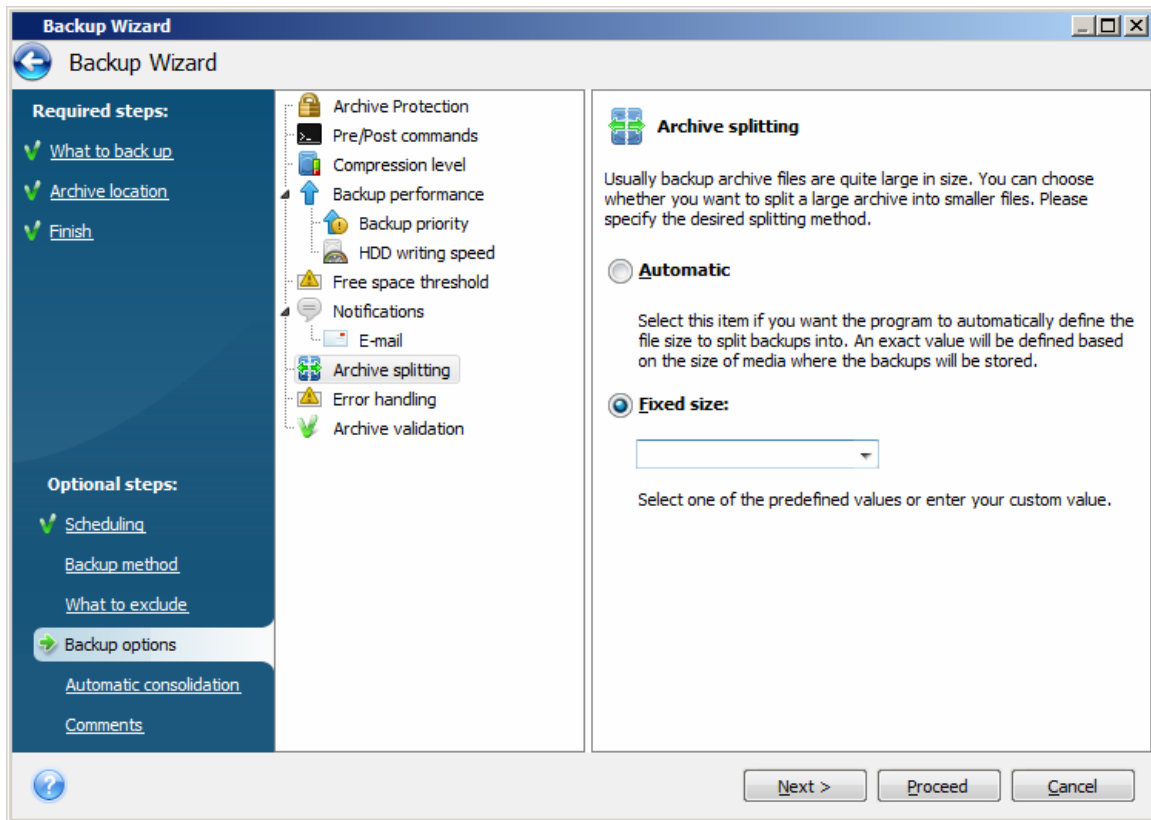 Backup Wizard
Backup Wizard
Required steps:
What to back up
Archive location
Finish
Optional steps:
Scheduling
Backup method
What to exclude
Backup options
Automatic consolidation
Comments
Archive Protection
Pre/Post commands
Compression level
Backup performance
Backup priority
HDD writing speed
Free space threshold
Notifications
E-mail
Archive splitting
Error handling
Archive validation
Archive splitting
Usually backup archive files are quite large in size. You can choose
whether you want to split a large archive into smaller files. Please
specify the desired splitting method.
Automatic
Select this item if you want the program to automatically define the
file size to split backups into. An exact value will be defined based
on the size of media where the backups will be stored.
Fixed size:
Select one of the predefined values or enter your custom value.
Next >
Proceed
Cancel